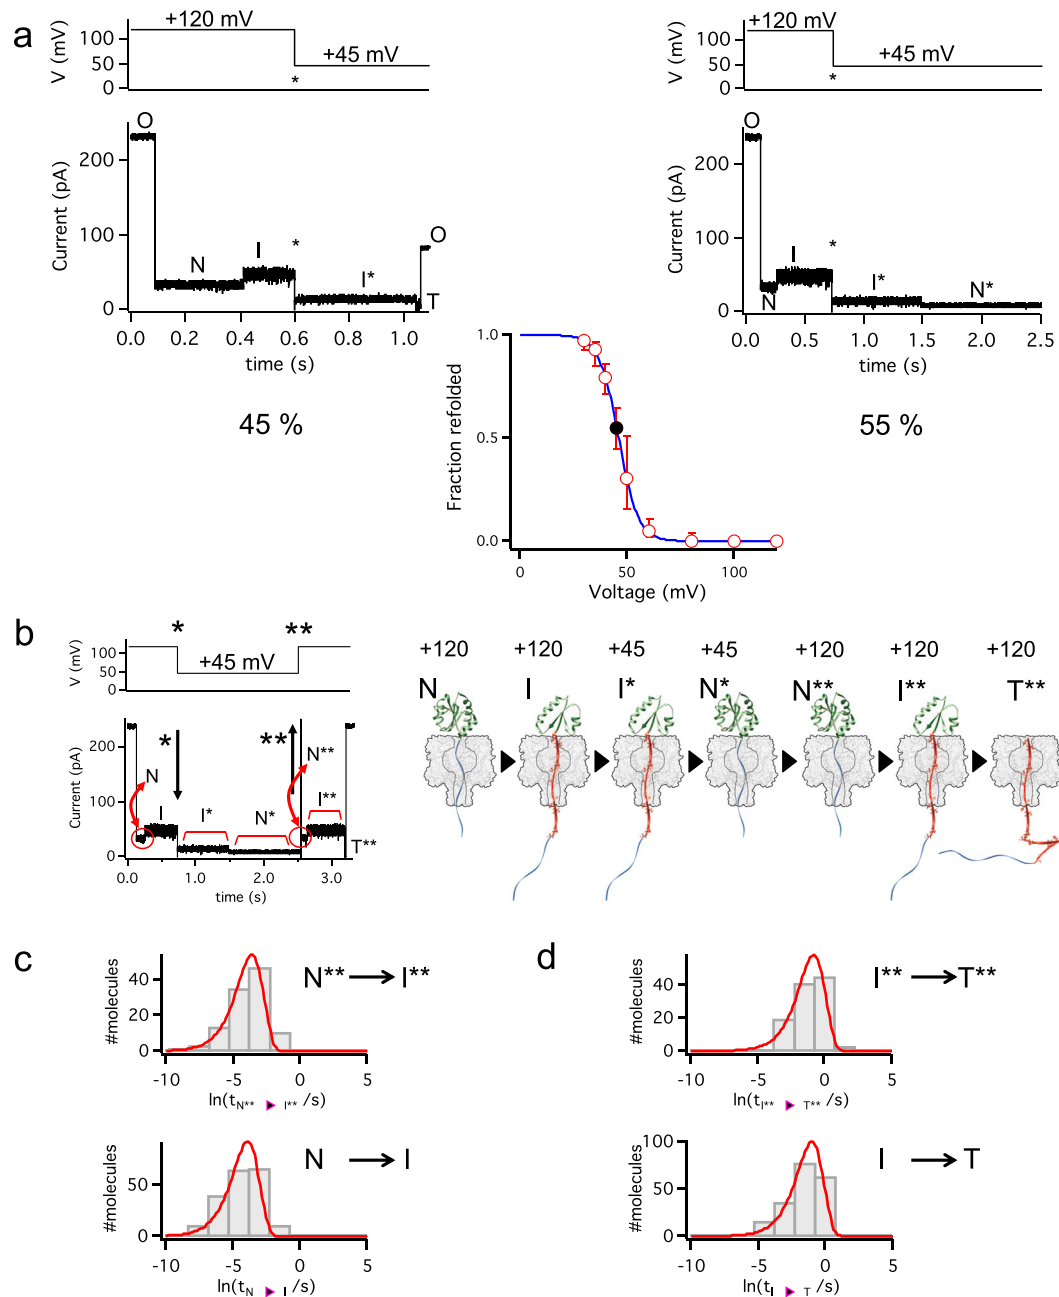 a
+120 mV
+45 mV
V (mV)
100
50
0
*
O
N
I
*
I*
O
T
Current (pA)
200
100
0
0.0 0.2 0.4 0.6 0.8 1.0
time (s)
45 %
+120 mV
+45 mV
V (mV)
100
50
0
*
O
N
I
*
I*
N*
Current (pA)
200
100
0
0.0 0.5 1.0 1.5 2.0 2.5
time (s)
55 %
Fraction refolded
1.0
0.5
0.0
0 50 100
Voltage (mV)
b
* **
+45 mV
V (mV)
100
50
0
Current (pA)
200
100
0
N
*
I
I*
N*
**
N**
I**
T**
0.0 1.0 2.0 3.0
time (s)
+120 +120 +45 +45 +120 +120 +120
N I I* N* N** I** T**
c
#molecules
40
20
0
N** I**
-10 -5 0 5
ln(tN** I** /s)
#molecules
50
0
N I
-10 -5 0 5
ln(tN I /s)
d
#molecules
40
20
0
I** T**
-10 -5 0 5
ln(tI** T** /s)
#molecules
100
50
0
I T
-10 -5 0 5
ln(tI T /s)